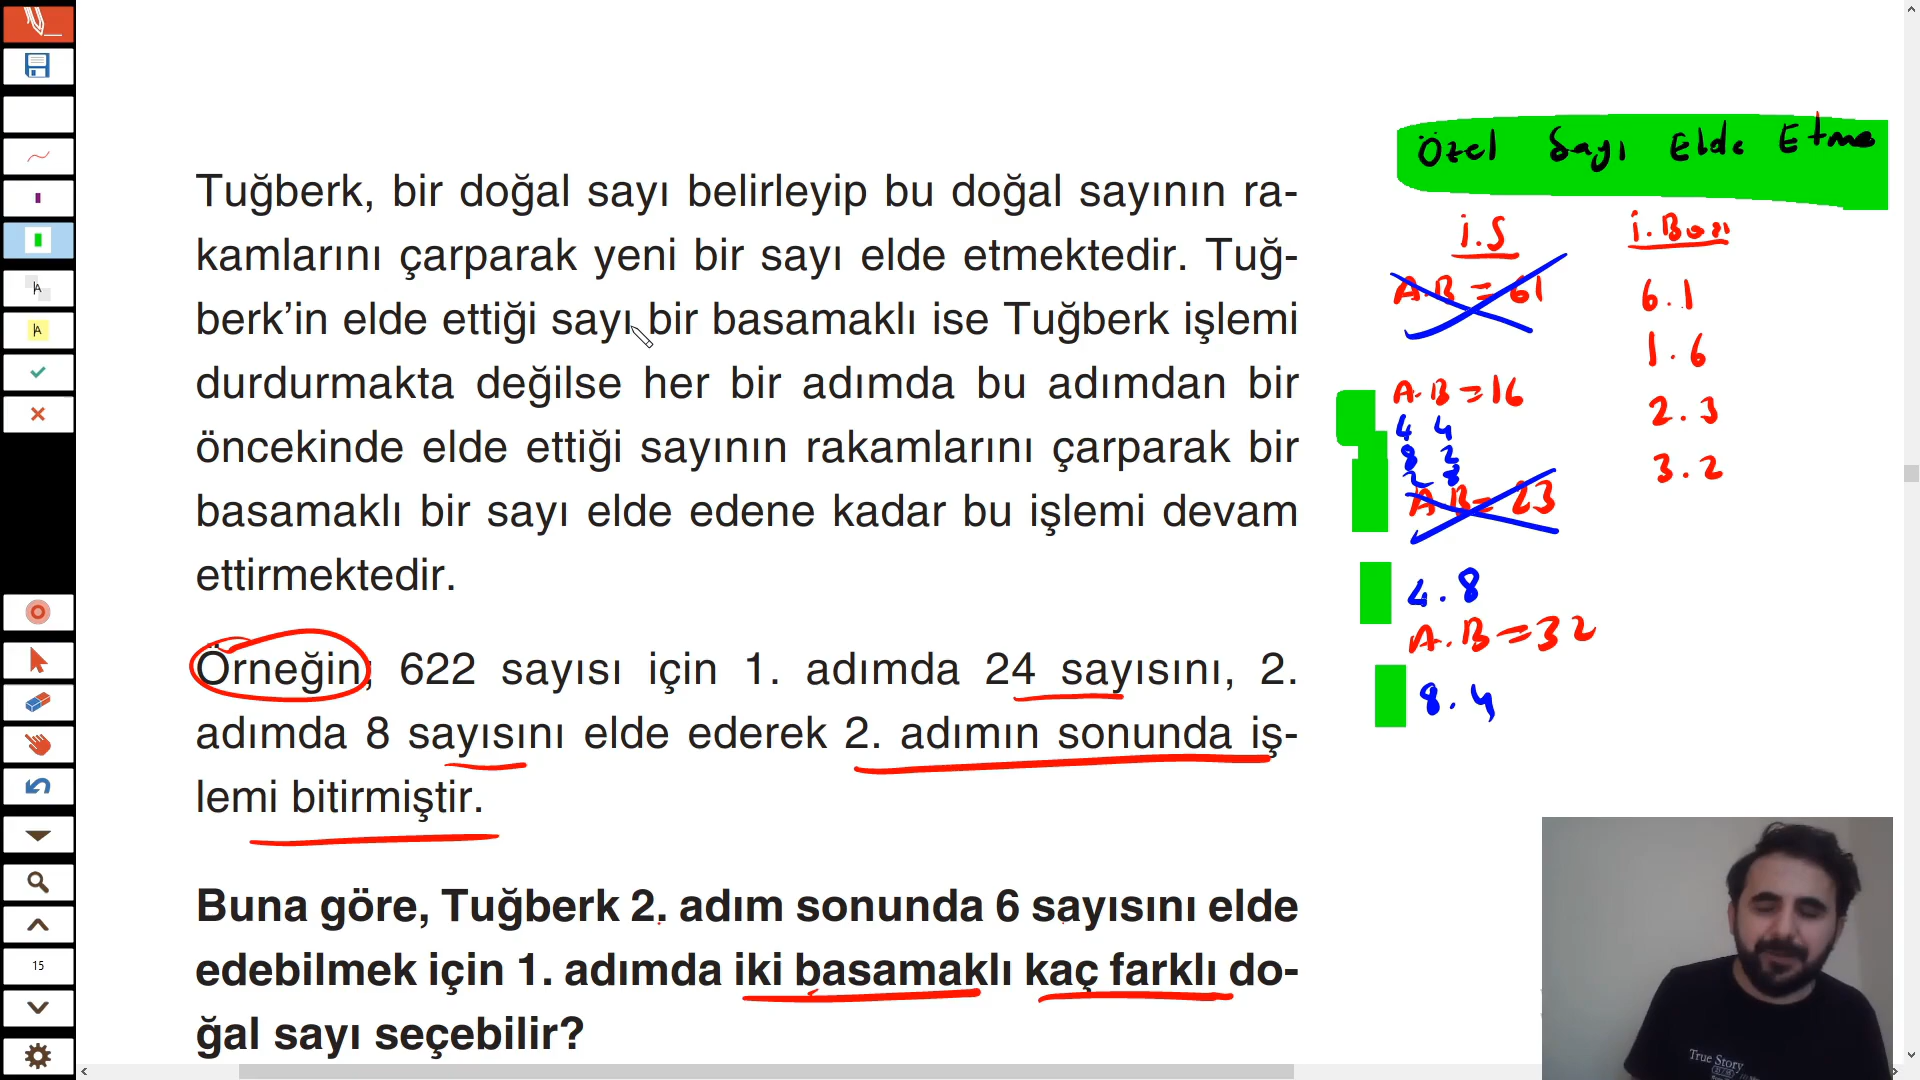 Özel Sayı Elde Etme
Tuğberk, bir doğal sayı belirleyip bu doğal sayının ra-
kamlarını çarparak yeni bir sayı elde etmektedir. Tuğ-
berk'in elde ettiği sayı bir basamaklı ise Tuğberk işlemi
durdurmakta değilse her bir adımda bu adımdan bir
öncekinde elde ettiği sayının rakamlarını çarparak bir
basamaklı bir sayı elde edene kadar bu işlemi devam
ettirmektedir.
Örneğin; 622 sayısı için 1. adımda 24 sayısını, 2.
adımda 8 sayısını elde ederek 2. adımın sonunda iş-
lemi bitirmiştir.
Buna göre, Tuğberk 2. adım sonunda 6 sayısını elde
edebilmek için 1. adımda iki basamaklı kaç farklı do-
ğal sayı seçebilir?
İ.S
A.B = 61
A.B = 16
4 4
8 2
2 8
A.B = 23
4.8
A.B = 32
8.4
6.1
1.6
2.3
3.2
15
True Story